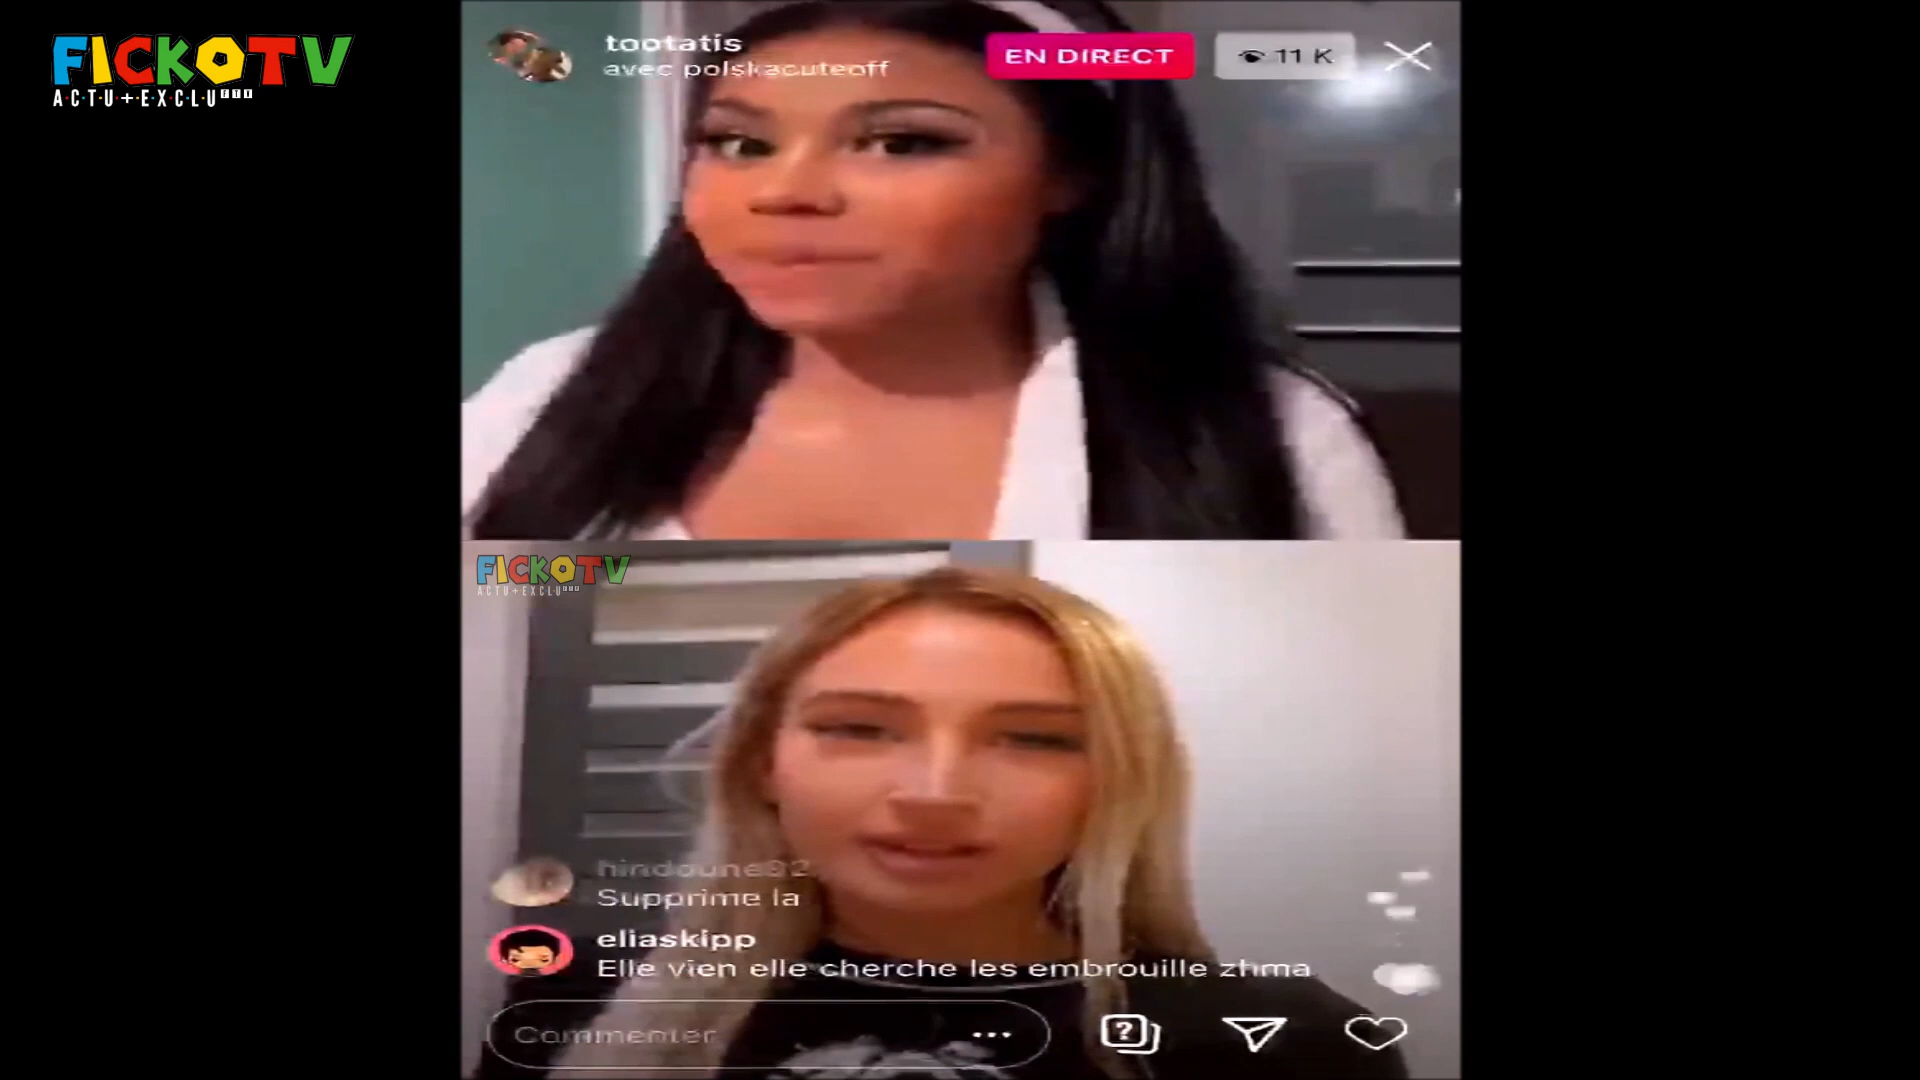 FICKOTV
ACTU+EXCLU
tootatis
avec polskacuteoff
EN DIRECT
11 K
FICKOTV
ACTU+EXCLU
hindoune92
Supprime la
eliaskipp
Elle vien elle cherche les embrouille zhma
Commenter
?